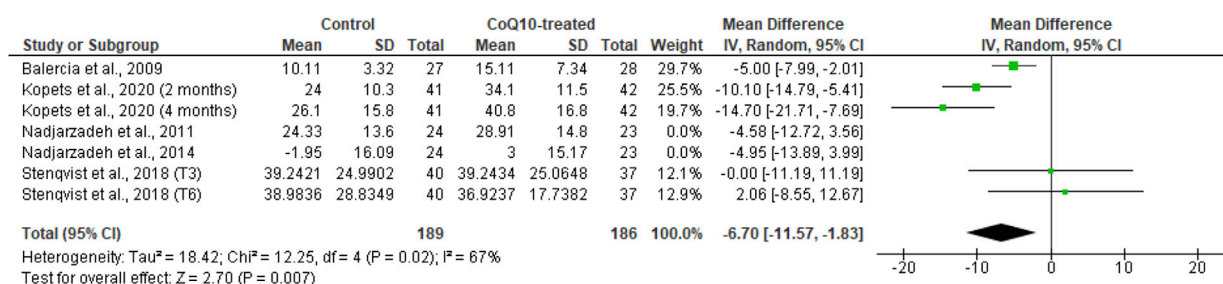 Control CoQ10-treated Mean Difference Mean Difference
Study or Subgroup Mean SD Total Mean SD Total Weight IV, Random, 95% CI IV, Random, 95% CI
Balercia et al., 2009 10.11 3.32 27 15.11 7.34 28 29.7% -5.00 [-7.99, -2.01]
Kopets et al., 2020 (2 months) 24 10.3 41 34.1 11.5 42 25.5% -10.10 [-14.79, -5.41]
Kopets et al., 2020 (4 months) 26.1 15.8 41 40.8 16.8 42 19.7% -14.70 [-21.71, -7.69]
Nadjarzadeh et al., 2011 24.33 13.6 24 28.91 14.8 23 0.0% -4.58 [-12.72, 3.56]
Nadjarzadeh et al., 2014 -1.95 16.09 24 3 15.17 23 0.0% -4.95 [-13.89, 3.99]
Stenqvist et al., 2018 (T3) 39.2421 24.9902 40 39.2434 25.0648 37 12.1% -0.00 [-11.19, 11.19]
Stenqvist et al., 2018 (T6) 38.9836 28.8349 40 36.9237 17.7382 37 12.9% 2.06 [-8.55, 12.67]
Total (95% CI) 189 186 100.0% -6.70 [-11.57, -1.83]
Heterogeneity: Tau² = 18.42; Chi² = 12.25, df = 4 (P = 0.02); I² = 67%
Test for overall effect: Z = 2.70 (P = 0.007)
-20 -10 0 10 20